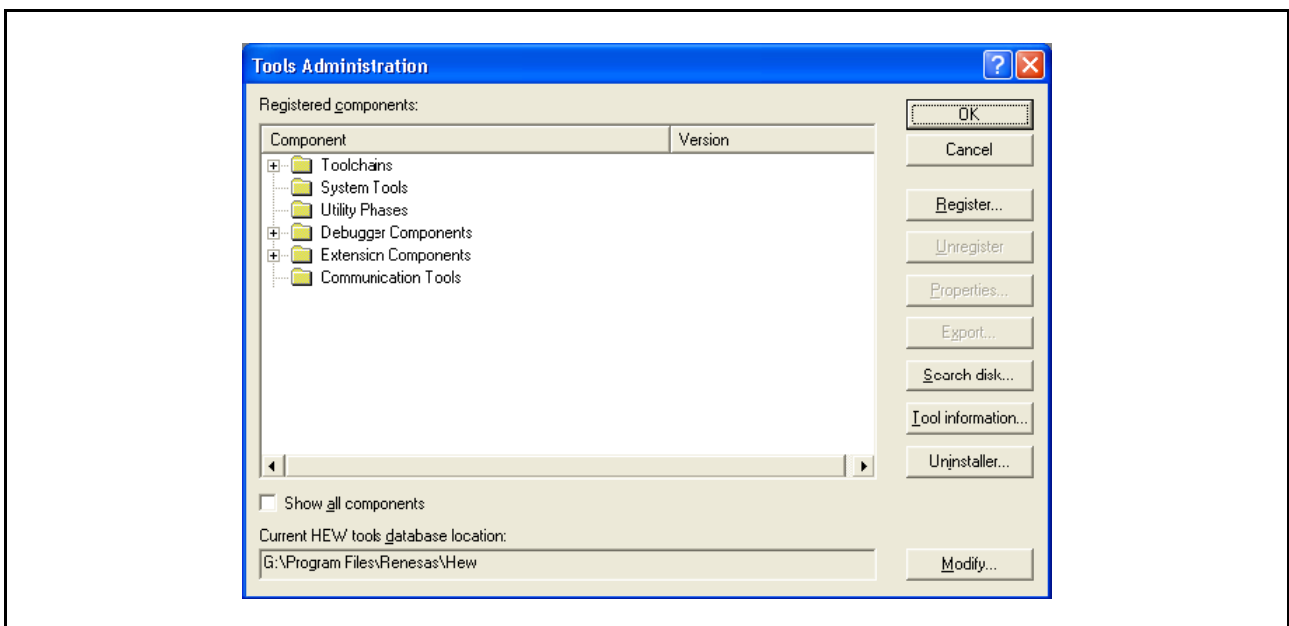 Tools Administration
Registered components:
Component Version
Toolchains
System Tools
Utility Phases
Debugger Components
Extension Components
Communication Tools
OK
Cancel
Register...
Unregister
Properties...
Export...
Search disk...
Tool information...
Uninstaller...
Show all components
Current HEW tools database location:
G:\Program Files\Renesas\Hew
Modify...